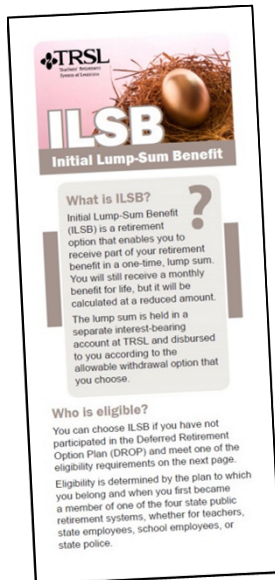 TRSL
Teachers' Retirement
System of Louisiana
ILSB
Initial Lump-Sum Benefit
What is ILSB?
?
Initial Lump-Sum Benefit
(ILSB) is a retirement
option that enables you to
receive part of your retirement
benefit in a one-time, lump sum.
You will still receive a monthly
benefit for life, but it will be
calculated at a reduced amount.
The lump sum is held in a
separate interest-bearing
account at TRSL and disbursed
to you according to the
allowable withdrawal option that
you choose.
Who is eligible?
You can choose ILSB if you have not
participated in the Deferred Retirement
Option Plan (DROP) and meet one of the
eligibility requirements on the next page.
Eligibility is determined by the plan to which
you belong and when you first became
a member of one of the four state public
retirement systems, whether for teachers,
state employees, school employees, or
state police.